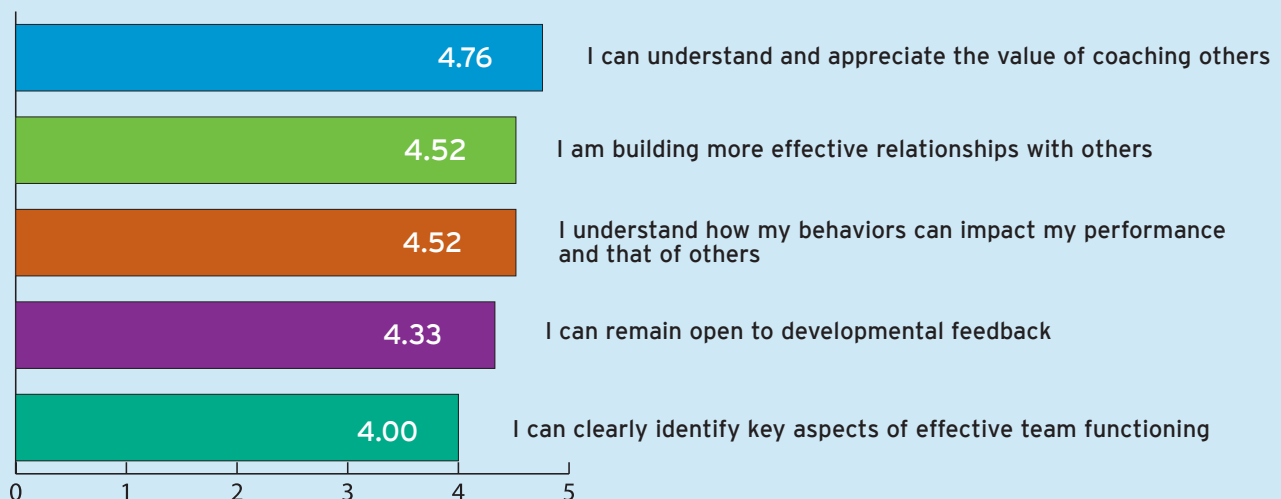 4.76 I can understand and appreciate the value of coaching others
4.52 I am building more effective relationships with others
4.52 I understand how my behaviors can impact my performance
and that of others
4.33 I can remain open to developmental feedback
4.00 I can clearly identify key aspects of effective team functioning
0 1 2 3 4 5